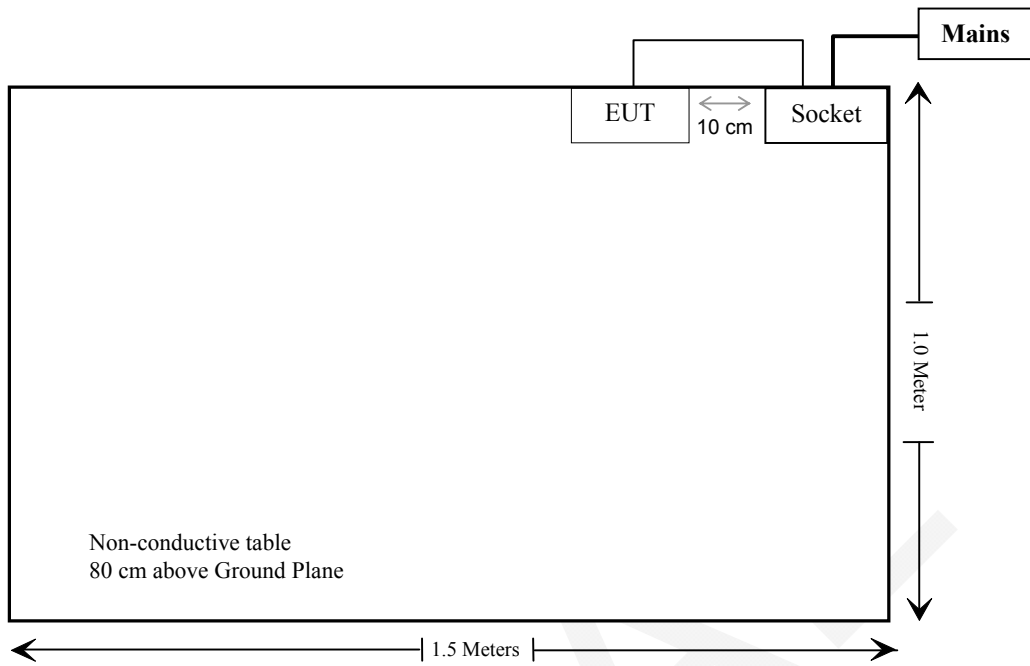 Mains
EUT
10 cm
Socket
1.0 Meter
Non-conductive table
80 cm above Ground Plane
1.5 Meters